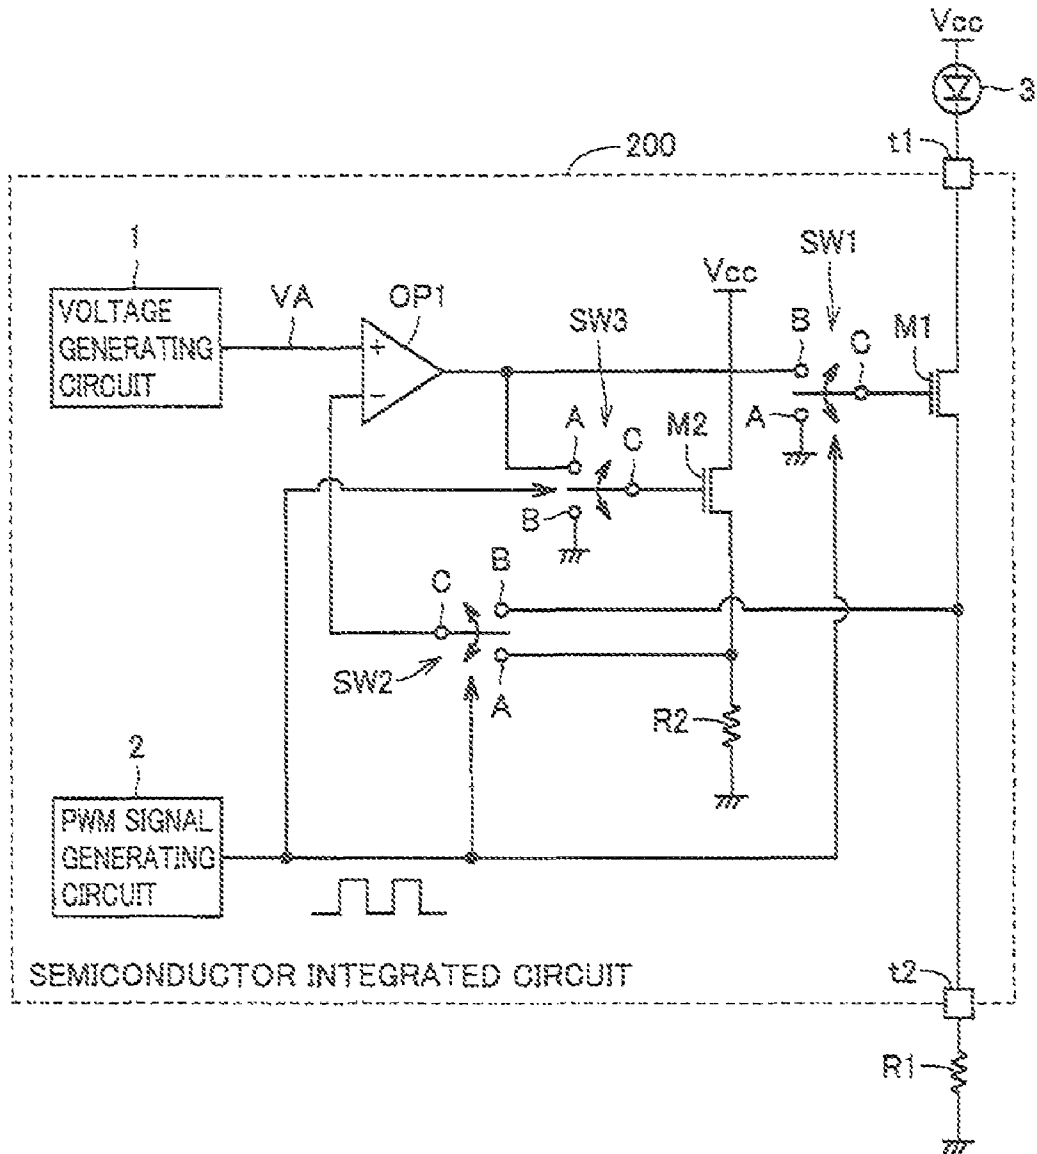 Vcc
3
t1
200
SW1
1
VA
OP1
Vcc
SW3
B
C
M1
VOLTAGE
GENERATING
CIRCUIT
+
−
A
C
M2
A
B
C
B
SW2
A
R2
2
PWM SIGNAL
GENERATING
CIRCUIT
SEMICONDUCTOR INTEGRATED CIRCUIT
t2
R1